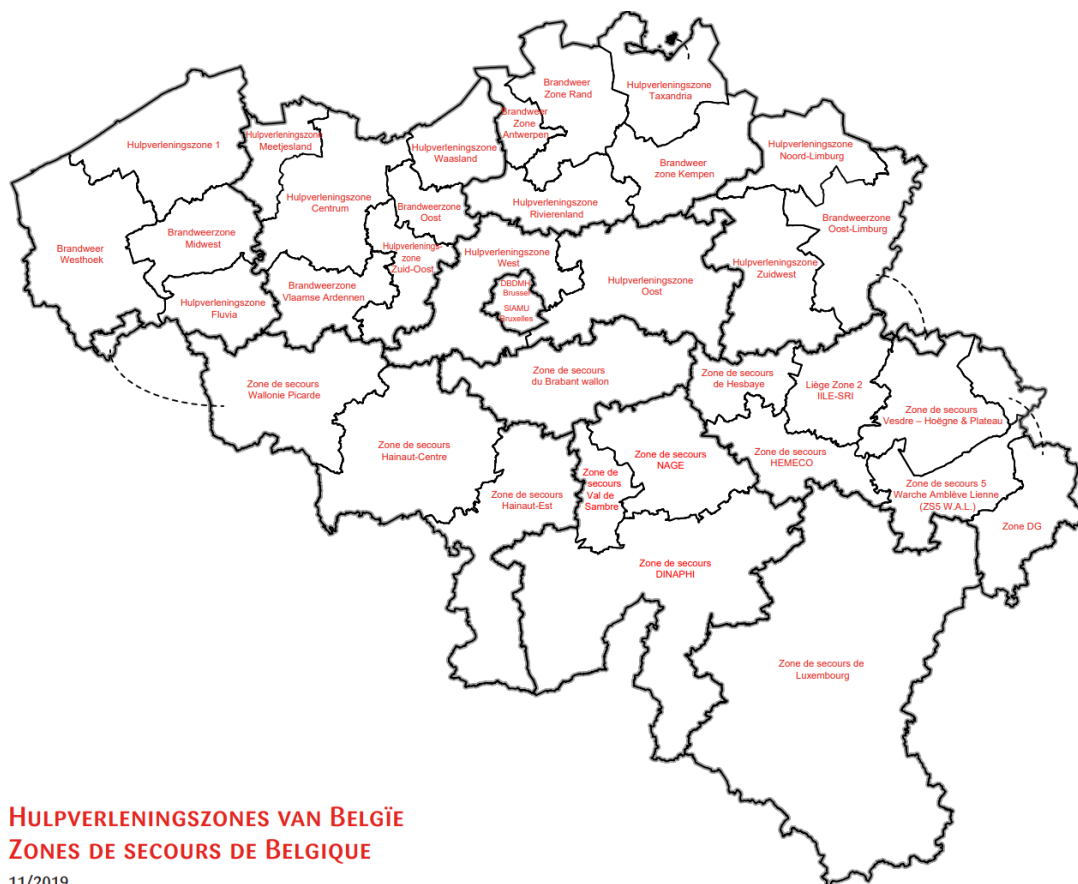 Brandweer
Zone Rand
Hulpverleningszone
Taxandria
Brandweer
Zone
Antwerpen
Hulpverleningszone 1
Hulpverleningszone
Meetjesland
Hulpverleningszone
Waasland
Hulpverleningszone
Noord-Limburg
Brandweer
zone Kempen
Hulpverleningszone
Centrum
Brandweerzone
Oost
Hulpverleningszone
Rivierenland
Brandweerzone
Oost-Limburg
Brandweer
Westhoek
Brandweerzone
Midwest
Hulpverlenings-
zone
Zuid-Oost
Hulpverleningszone
West
Hulpverleningszone
Oost
Hulpverleningszone
Zuidwest
Hulpverleningszone
Fluvia
Brandweerzone
Vlaamse Ardennen
DBDMH
Brussel
SIAMU
Bruxelles
Zone de secours
Wallonie Picarde
Zone de secours
du Brabant wallon
Zone de secours
de Hesbaye
Liège Zone 2
IILE-SRI
Zone de secours
Vesdre – Hoëgne & Plateau
Zone de secours
Hainaut-Centre
Zone de secours
Hainaut-Est
Zone de
secours
Val de
Sambre
Zone de secours
NAGE
Zone de secours
HEMECO
Zone de secours 5
Warche Amblève Lienne
(ZS5 W.A.L.)
Zone DG
Zone de secours
DINAPHI
Zone de secours de
Luxembourg
Hulpverleningszones van Belgïe
Zones de secours de Belgique
11/2019